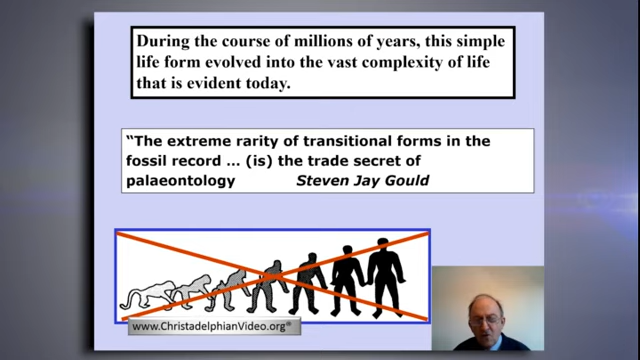 During the course of millions of years, this simple
life form evolved into the vast complexity of life
that is evident today.
“The extreme rarity of transitional forms in the
fossil record ... (is) the trade secret of
palaeontology Steven Jay Gould
www.ChristadelphianVideo.org®